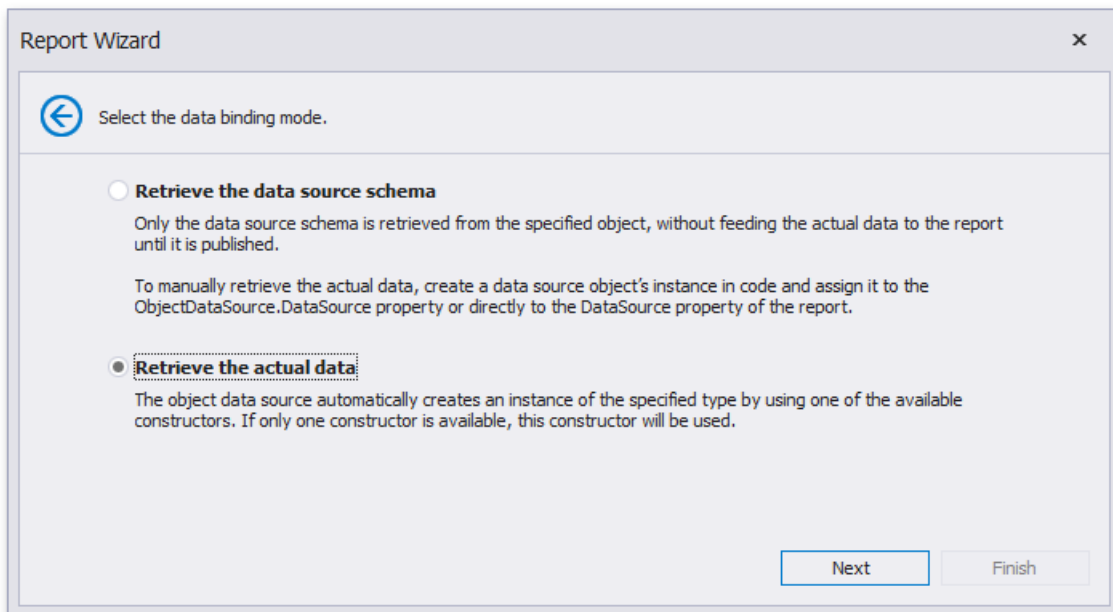 Report Wizard
Select the data binding mode.
Retrieve the data source schema
Only the data source schema is retrieved from the specified object, without feeding the actual data to the report
until it is published.
To manually retrieve the actual data, create a data source object's instance in code and assign it to the
ObjectDataSource.DataSource property or directly to the DataSource property of the report.
Retrieve the actual data
The object data source automatically creates an instance of the specified type by using one of the available
constructors. If only one constructor is available, this constructor will be used.
Next
Finish